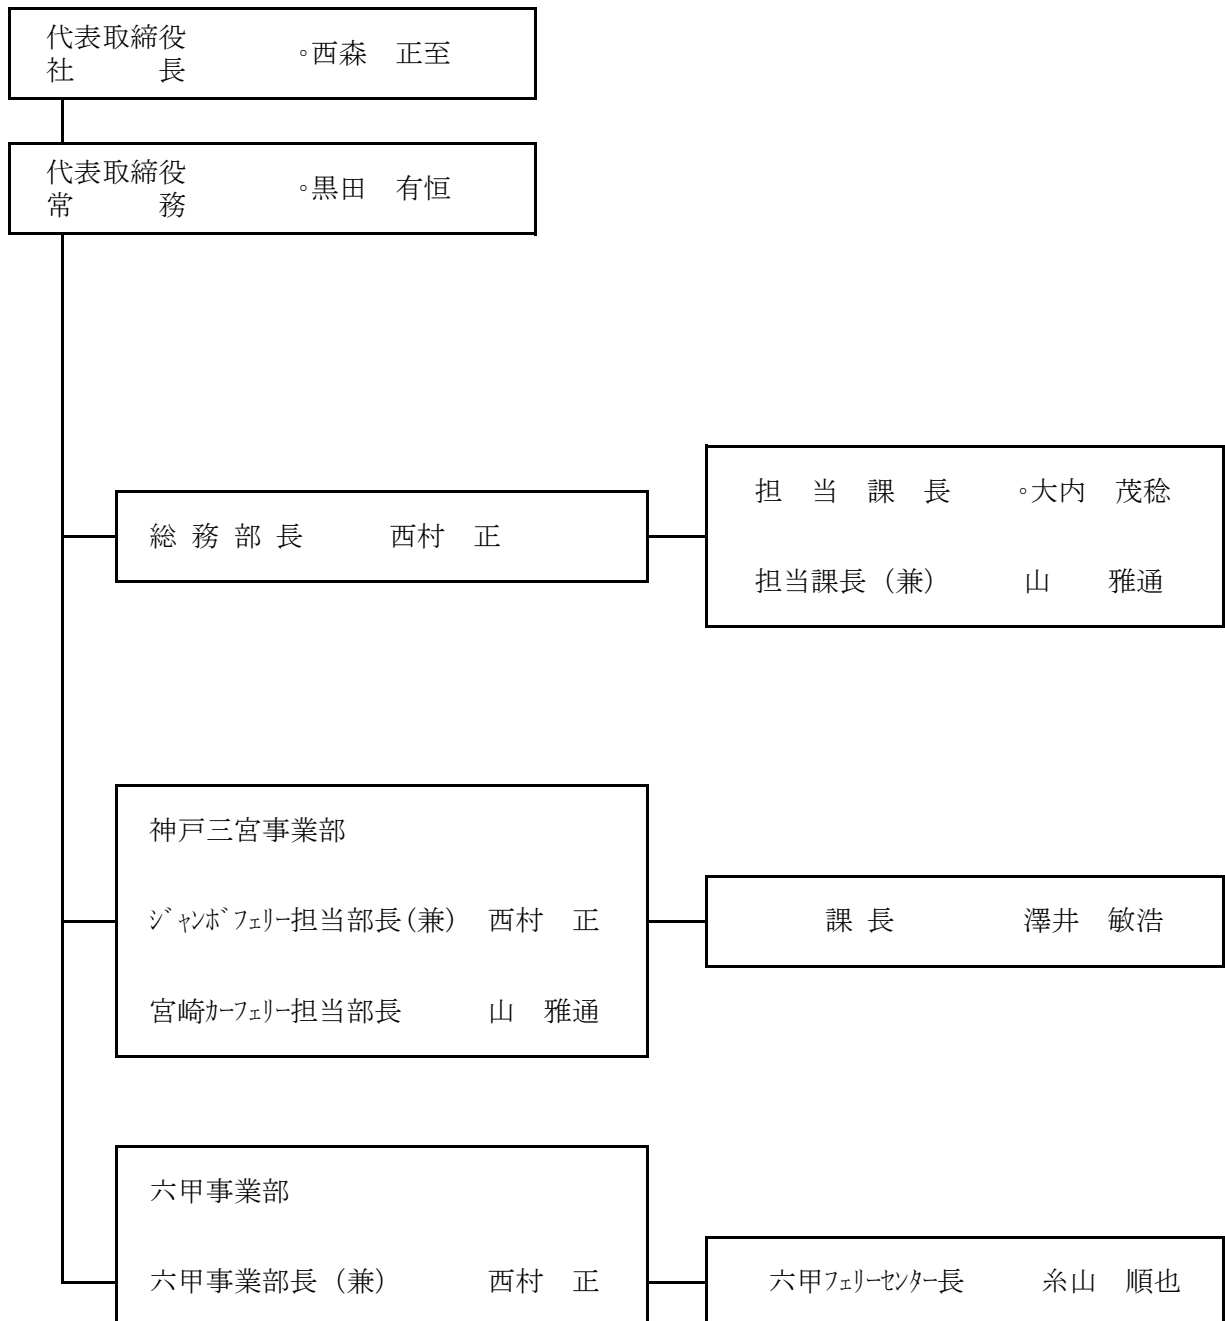 代表取締役
社　　　長　　　　◦西森　正至
代表取締役
常　　　務　　　　◦黒田　有恒
総 務 部 長　　　西村　正
担　当　課　長　　◦大内　茂稔
担当課長（兼）　　　山　　雅通
神戸三宮事業部
ｼﾞｬﾝﾎﾞﾌｪﾘｰ担当部長(兼)　西村　正
宮崎ｶｰﾌｪﾘｰ担当部長　　　山　雅通
課 長　　　　澤井　敏浩
六甲事業部
六甲事業部長（兼）　　　西村　正
六甲ﾌｪﾘｰｾﾝﾀｰ長　　　糸山　順也